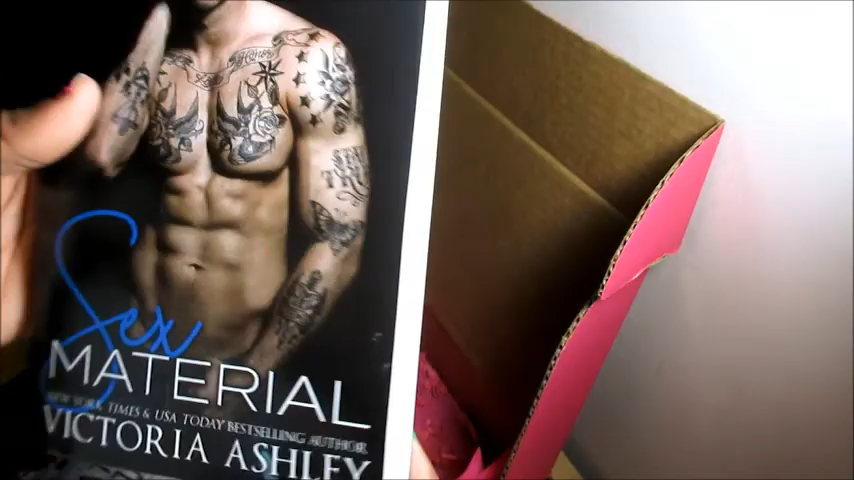 Sex
MATERIAL
NEW YORK TIMES & USA TODAY BESTSELLING AUTHOR
VICTORIA ASHLEY